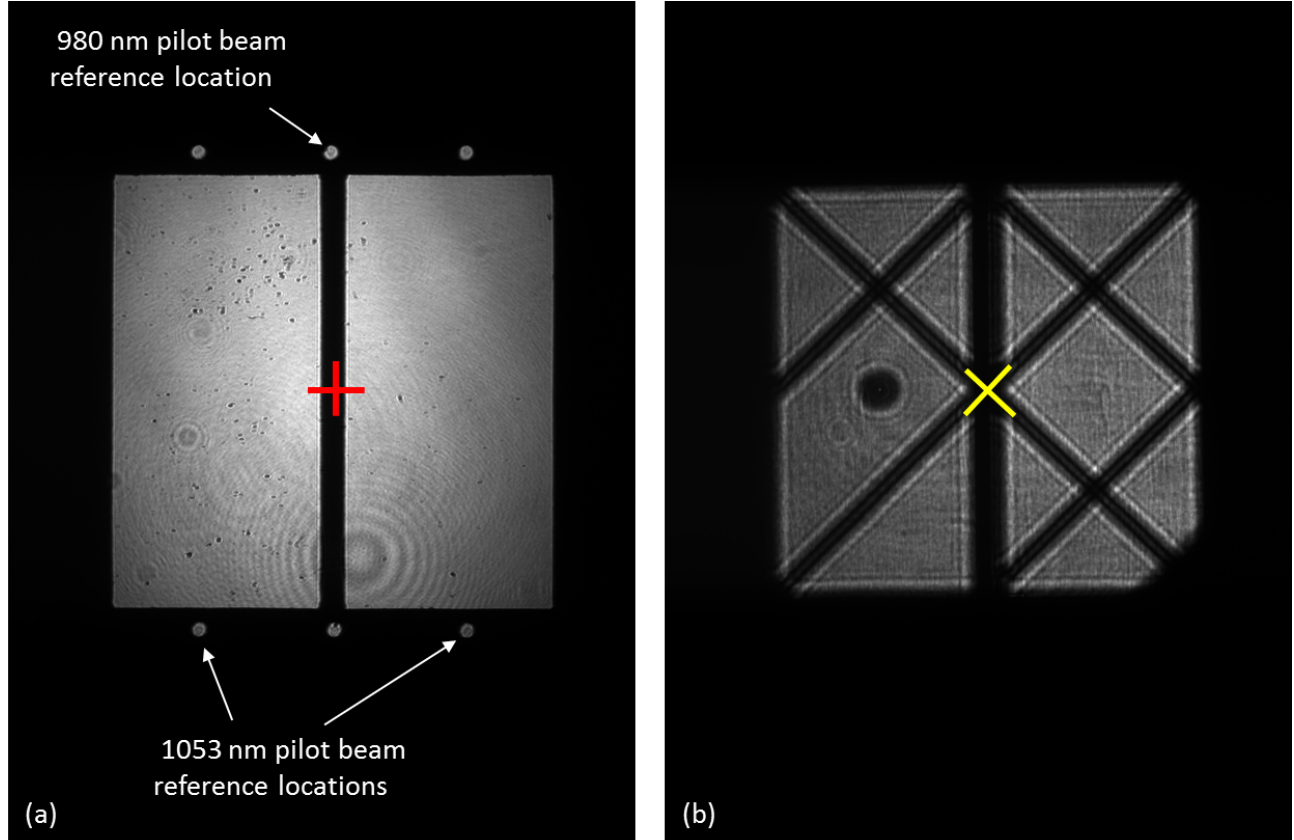 980 nm pilot beam
reference location
1053 nm pilot beam
reference locations
(a)
(b)